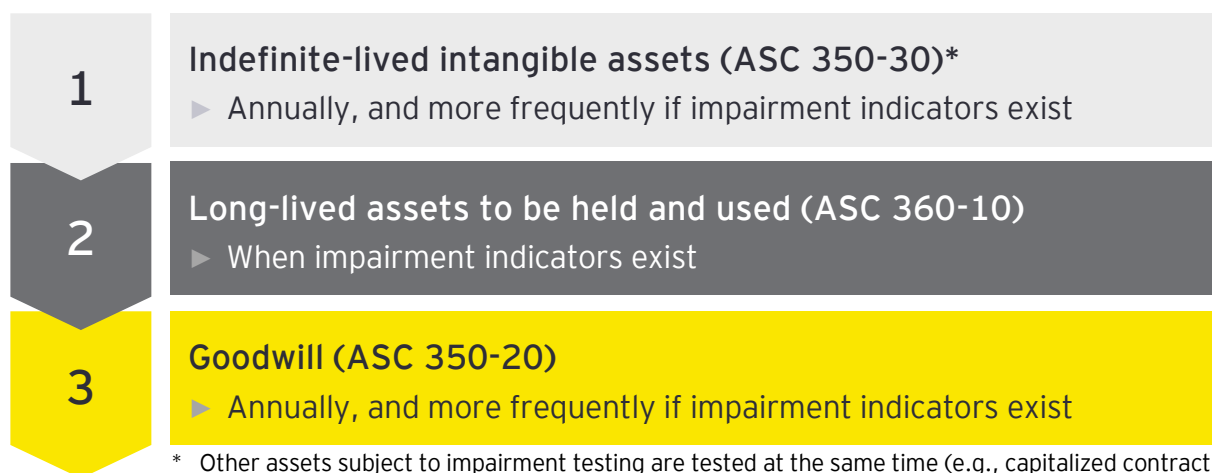 1
Indefinite-lived intangible assets (ASC 350-30)*
► Annually, and more frequently if impairment indicators exist
2
Long-lived assets to be held and used (ASC 360-10)
► When impairment indicators exist
3
Goodwill (ASC 350-20)
► Annually, and more frequently if impairment indicators exist
* Other assets subject to impairment testing are tested at the same time (e.g., capitalized contract